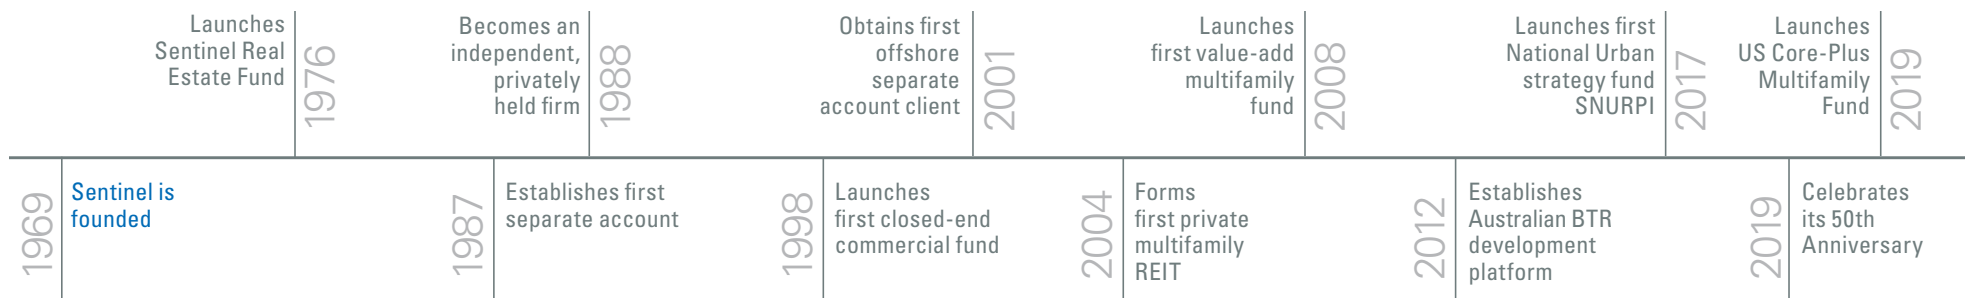 Launches
Sentinel Real
Estate Fund
1976
Becomes an
independent,
privately
held firm
1988
Obtains first
offshore
separate
account client
2001
Launches
first value-add
multifamily
fund
2008
Launches first
National Urban
strategy fund
SNURPI
2017
Launches
US Core-Plus
Multifamily
Fund
2019
1969
Sentinel is
founded
1987
Establishes first
separate account
1998
Launches
first closed-end
commercial fund
2004
Forms
first private
multifamily
REIT
2012
Establishes
Australian BTR
development
platform
2019
Celebrates
its 50th
Anniversary